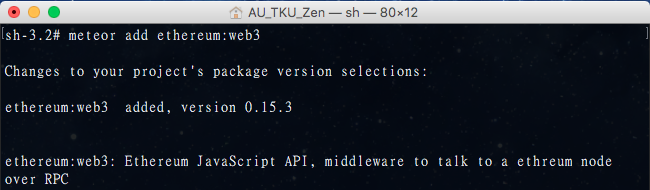 AU_TKU_Zen — sh — 80×12
[sh-3.2# meteor add ethereum:web3 ]
Changes to your project's package version selections:
ethereum:web3  added, version 0.15.3
ethereum:web3: Ethereum JavaScript API, middleware to talk to a ethreum node
over RPC